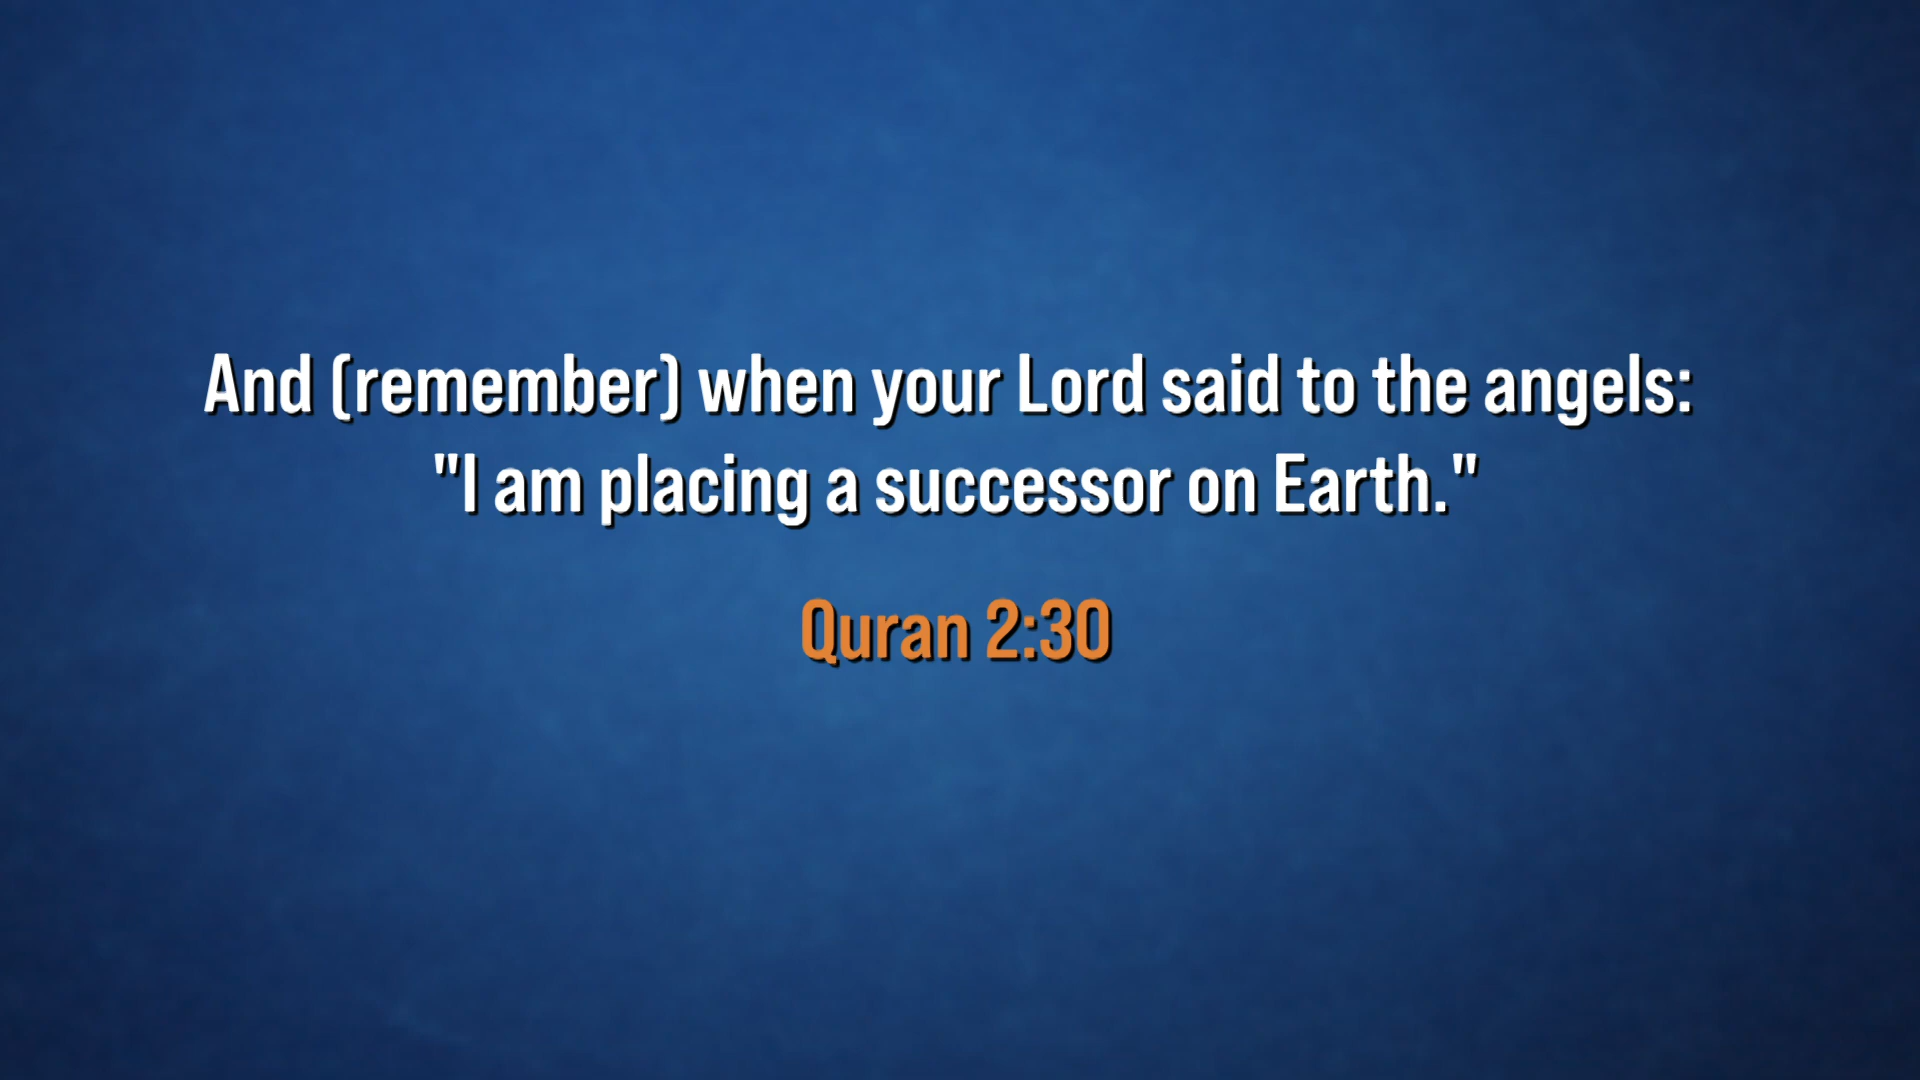 And (remember) when your Lord said to the angels:
"I am placing a successor on Earth."
Quran 2:30